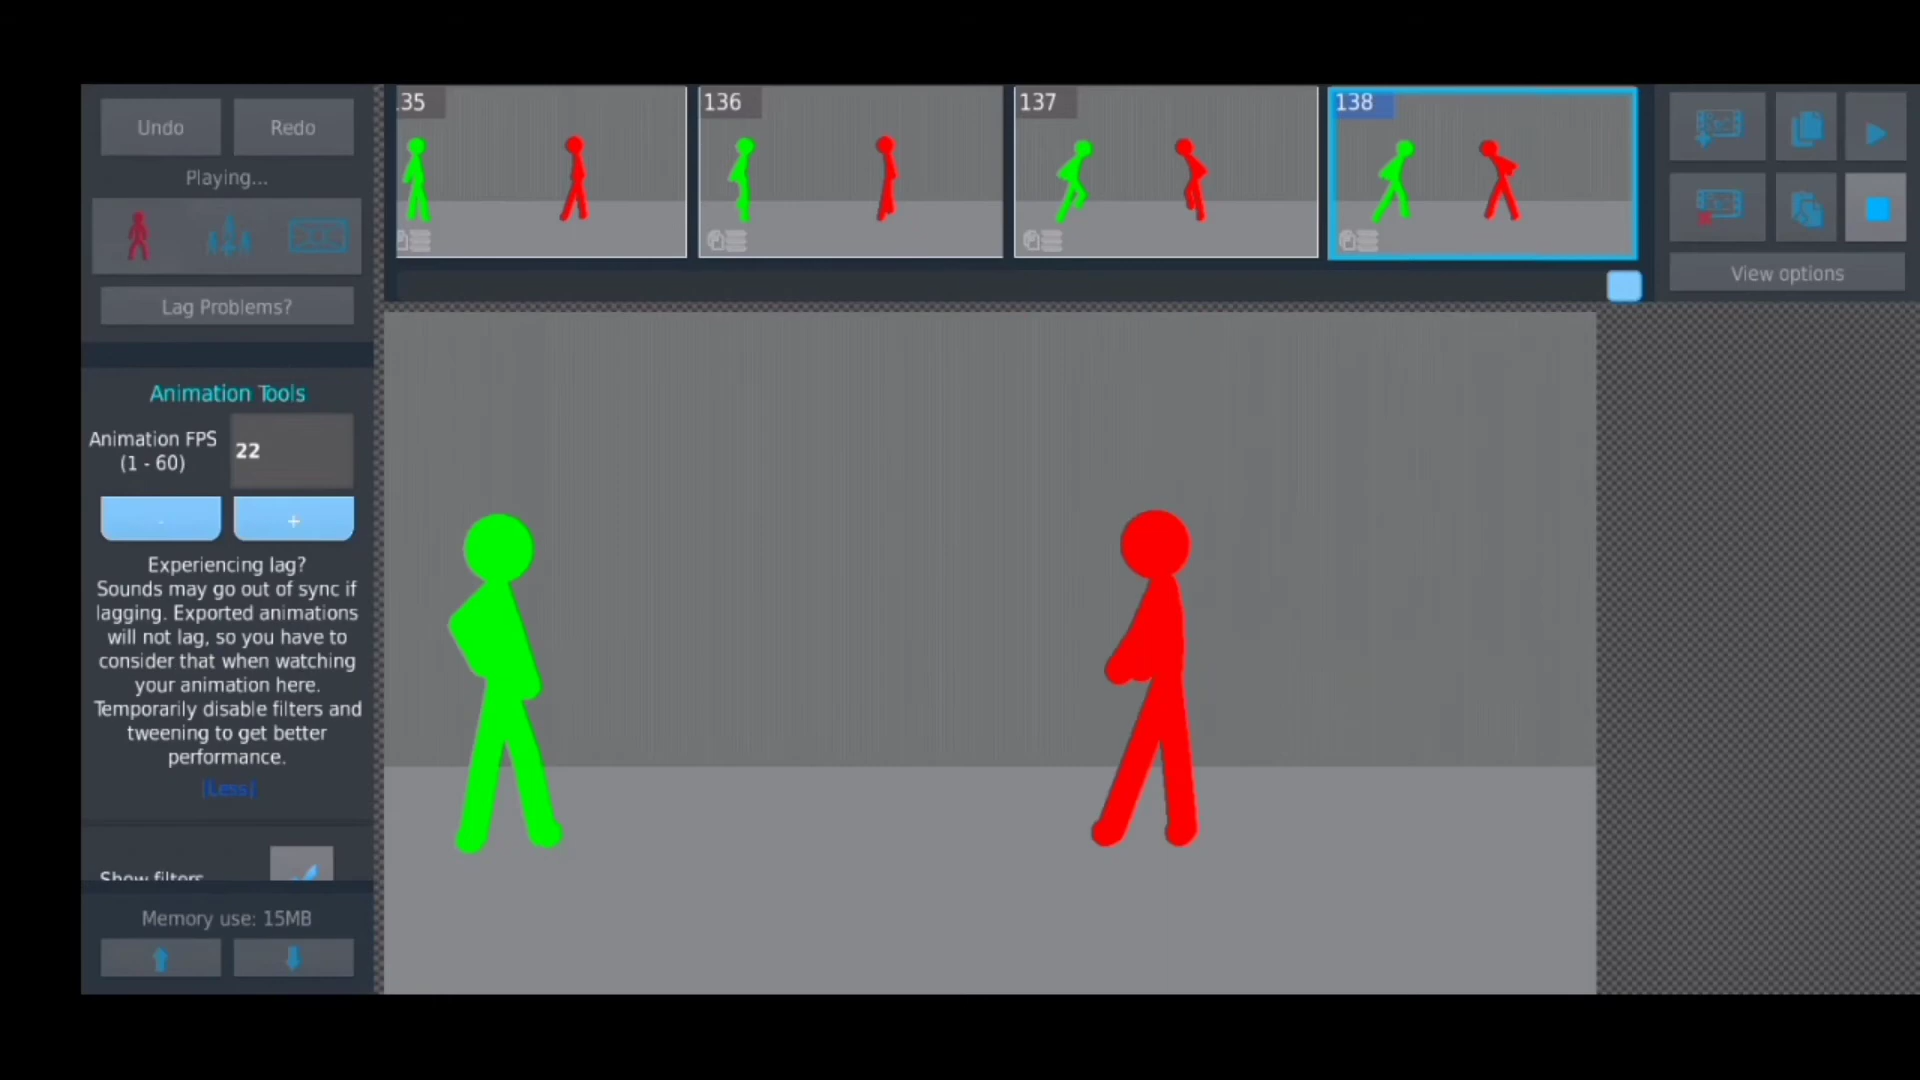 Undo Redo
Playing...
Lag Problems?
.35
136
137
138
View options
Animation Tools
Animation FPS
(1 - 60)
22
- +
Experiencing lag?
Sounds may go out of sync if
lagging. Exported animations
will not lag, so you have to
consider that when watching
your animation here.
Temporarily disable filters and
tweening to get better
performance.
[Less]
Show filters
Memory use: 15MB